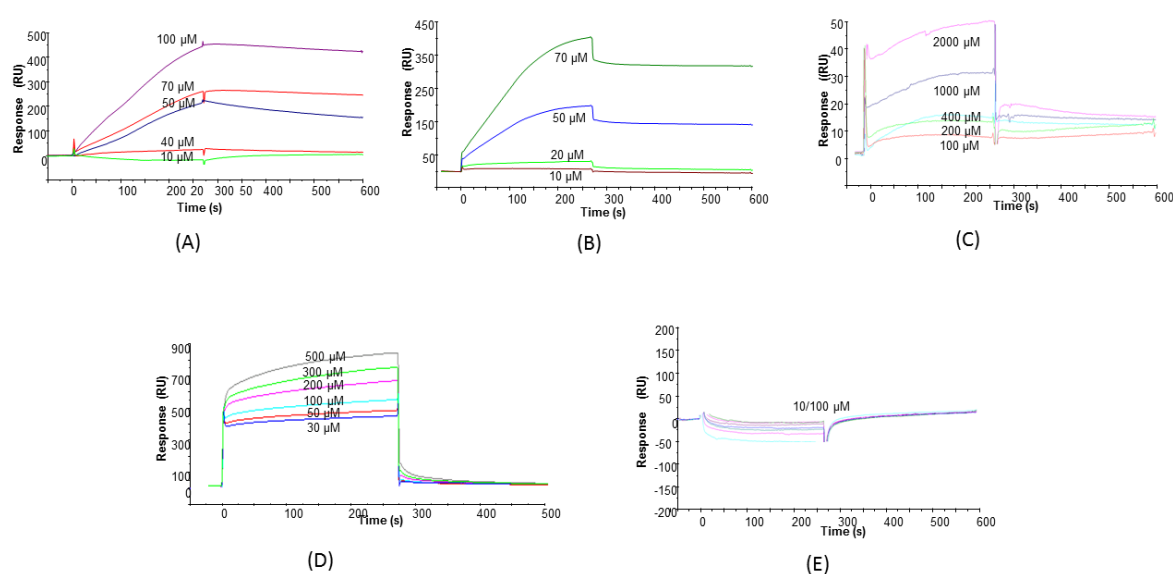 500
400
300
200
100
0
Response (RU)
100 µM
70 µM
50 µM
40 µM
10 µM
0 100 200 20 300 50 400 50 500 600
Time (s)
(A)
450
350
250
150
50
Response (RU)
70 µM
50 µM
20 µM
10 µM
0 100 200 300 400 500 600
Time (s)
(B)
50
40
30
20
10
0
Response ((RU)
2000 µM
1000 µM
400 µM
200 µM
100 µM
0 100 200 300 400 500 600
Time (s)
(C)
900
700
500
300
100
0
Response (RU)
500 µM
300 µM
200 µM
100 µM
50 µM
30 µM
0 100 200 300 400 500
Time (s)
(D)
200
150
100
50
0
-50
-100
-150
-200
Response (RU)
10/100 µM
0 100 200 300 400 500 600
Time (s)
(E)